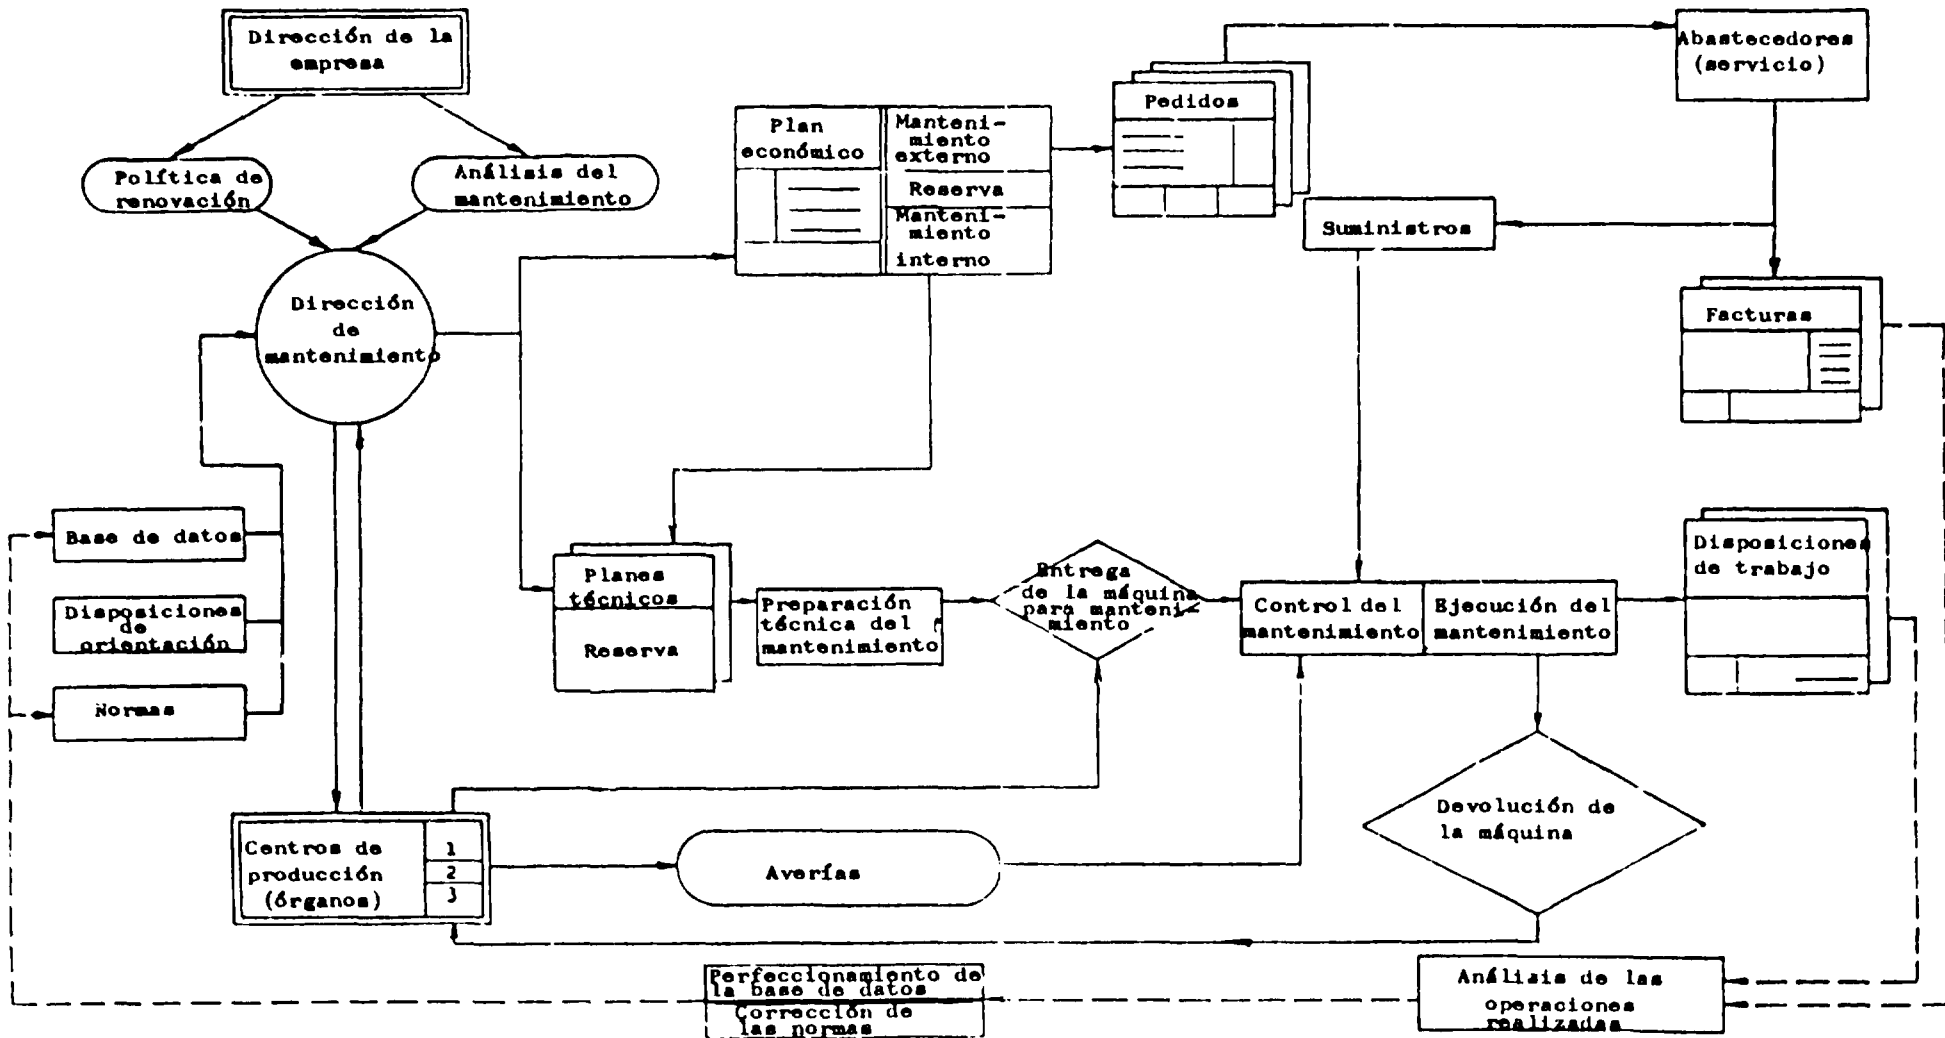 Dirección de la
empresa
Política de
renovación
Análisis del
mantenimiento
Dirección
de
mantenimiento
Plan
económico
Manteni-
miento
externo
Reserva
Manteni-
miento
interno
Pedidos
Abastecedores
(servicio)
Suministros
Facturas
Base de datos
Disposiciones
de
orientación
Normas
Planes
técnicos
Reserva
Preparación
técnica del
mantenimiento
Entrega
de la máquina
para manteni-
miento
Control del
mantenimiento
Ejecución del
mantenimiento
Disposiciones
de trabajo
Devolución de
la máquina
Centros de
producción
(órganos)
1
2
3
Averías
Perfeccionamiento de
la base de datos
Corrección de
las normas
Análisis de las
operaciones
realizadas